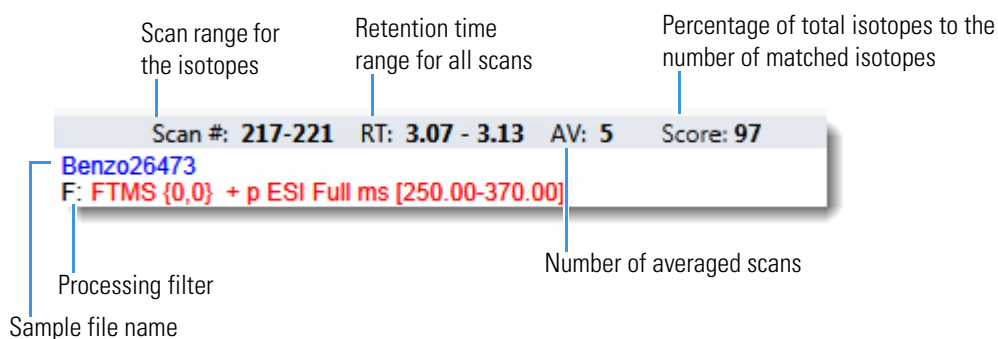 Scan range for
the isotopes
Retention time
range for all scans
Percentage of total isotopes to the
number of matched isotopes
Scan #: 217-221 RT: 3.07 - 3.13 AV: 5 Score: 97
Benzo26473
F: FTMS {0,0} + p ESI Full ms [250.00-370.00]
Number of averaged scans
Processing filter
Sample file name